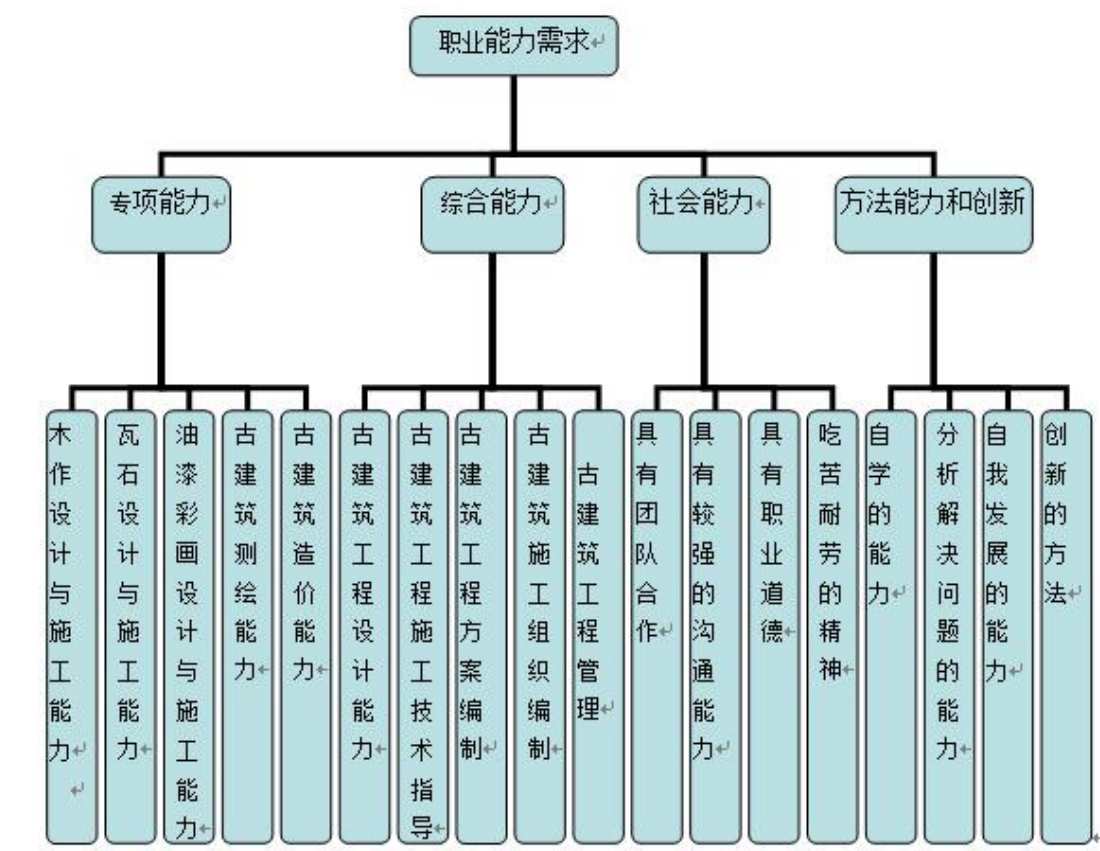 职业能力需求
专项能力
综合能力
社会能力
方法能力和创新
木作设计与施工能力
瓦石设计与施工能力
油漆彩画设计与施工能力
古建筑测绘能力
古建筑造价能力
古建筑工程设计能力
古建筑工程施工技术指导
古建筑工程方案编制
古建筑施工组织编制
古建筑工程管理
具有团队合作
具有较强的沟通能力
具有职业道德
吃苦耐劳的精神
自学的能力
分析解决问题的能力
自我发展的能力
创新的方法